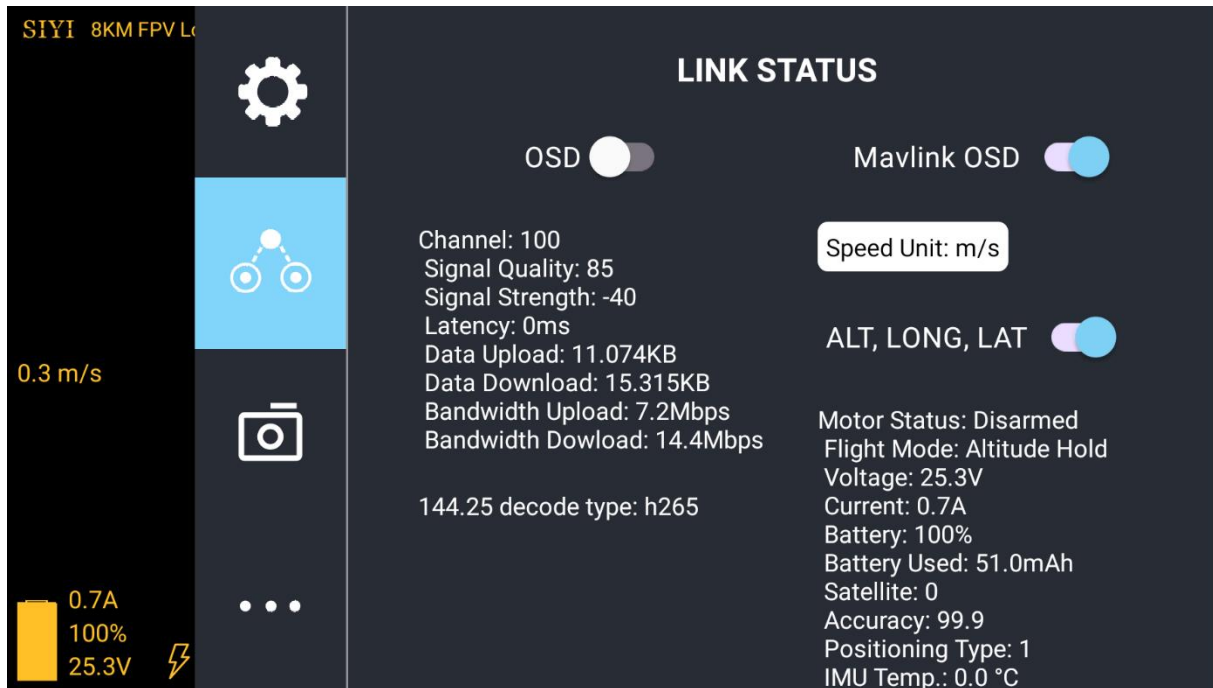 SIYI 8KM FPV Lo
0.3 m/s
0.7A
100%
25.3V
LINK STATUS
OSD
Mavlink OSD
Channel: 100
Signal Quality: 85
Signal Strength: -40
Latency: 0ms
Data Upload: 11.074KB
Data Download: 15.315KB
Bandwidth Upload: 7.2Mbps
Bandwidth Dowload: 14.4Mbps
144.25 decode type: h265
Speed Unit: m/s
ALT, LONG, LAT
Motor Status: Disarmed
Flight Mode: Altitude Hold
Voltage: 25.3V
Current: 0.7A
Battery: 100%
Battery Used: 51.0mAh
Satellite: 0
Accuracy: 99.9
Positioning Type: 1
IMU Temp.: 0.0 °C